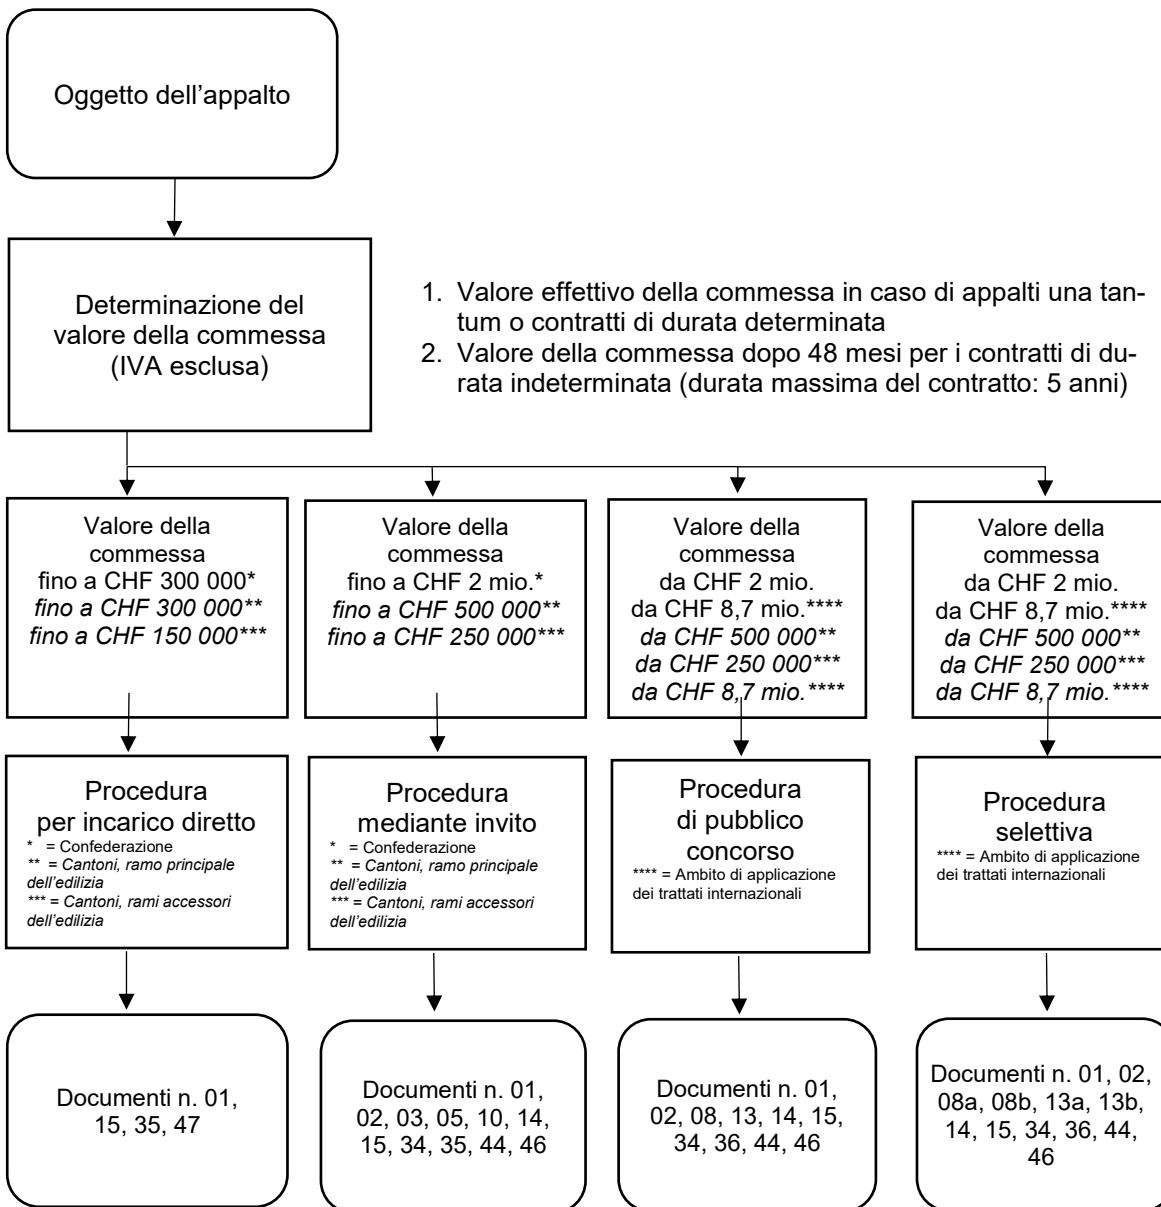 Oggetto dell’appalto
Determinazione del
valore della commessa
(IVA esclusa)
1. Valore effettivo della commessa in caso di appalti una tan-
tum o contratti di durata determinata
2. Valore della commessa dopo 48 mesi per i contratti di du-
rata indeterminata (durata massima del contratto: 5 anni)
Valore della
commessa
fino a CHF 300 000*
fino a CHF 300 000**
fino a CHF 150 000***
Valore della
commessa
fino a CHF 2 mio.*
fino a CHF 500 000**
fino a CHF 250 000***
Valore della
commessa
da CHF 2 mio.
da CHF 8,7 mio.****
da CHF 500 000**
da CHF 250 000***
da CHF 8,7 mio.****
Valore della
commessa
da CHF 2 mio.
da CHF 8,7 mio.****
da CHF 500 000**
da CHF 250 000***
da CHF 8,7 mio.****
Procedura
per incarico diretto
* = Confederazione
** = Cantoni, ramo principale
dell’edilizia
*** = Cantoni, rami accessori
dell’edilizia
Procedura
mediante invito
* = Confederazione
** = Cantoni, ramo principale
dell’edilizia
*** = Cantoni, rami accessori
dell’edilizia
Procedura
di pubblico
concorso
**** = Ambito di applicazione
dei trattati internazionali
Procedura
selettiva
**** = Ambito di applicazione
dei trattati internazionali
Documenti n. 01,
15, 35, 47
Documenti n. 01,
02, 03, 05, 10, 14,
15, 34, 35, 44, 46
Documenti n. 01,
02, 08, 13, 14, 15,
34, 36, 44, 46
Documenti n. 01, 02,
08a, 08b, 13a, 13b,
14, 15, 34, 36, 44,
46